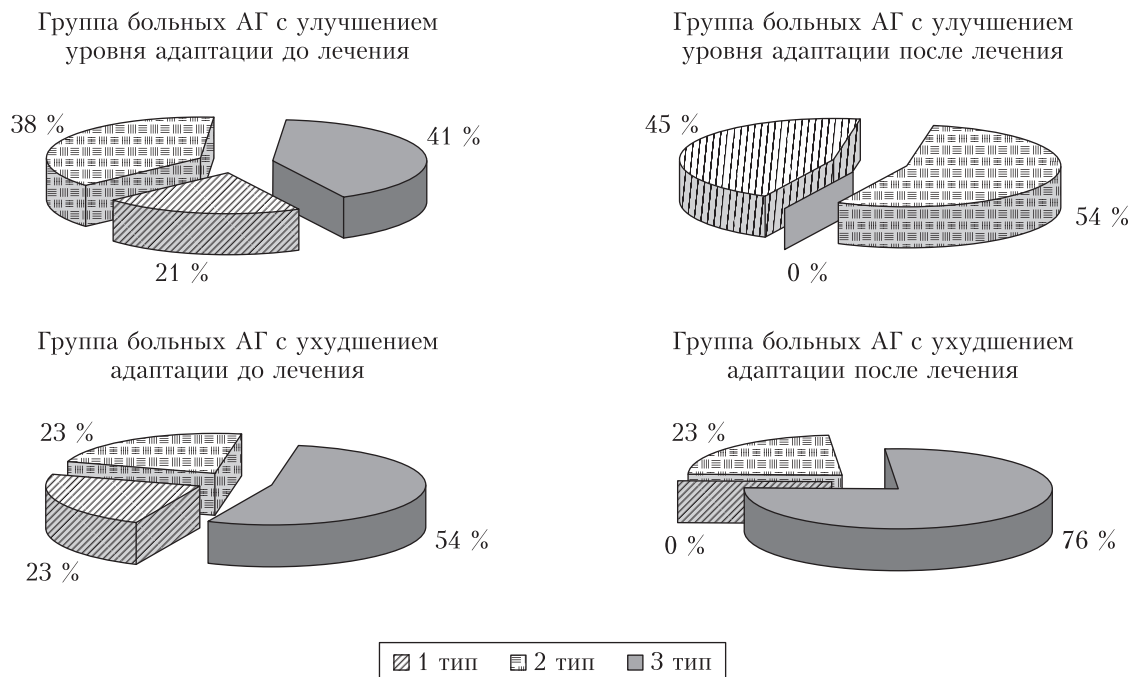 Группа больных АГ с улучшением
уровня адаптации до лечения
38 %
41 %
21 %
Группа больных АГ с улучшением
уровня адаптации после лечения
45 %
54 %
0 %
Группа больных АГ с ухудшением
адаптации до лечения
23 %
54 %
23 %
Группа больных АГ с ухудшением
адаптации после лечения
23 %
0 %
76 %
1 тип 2 тип 3 тип